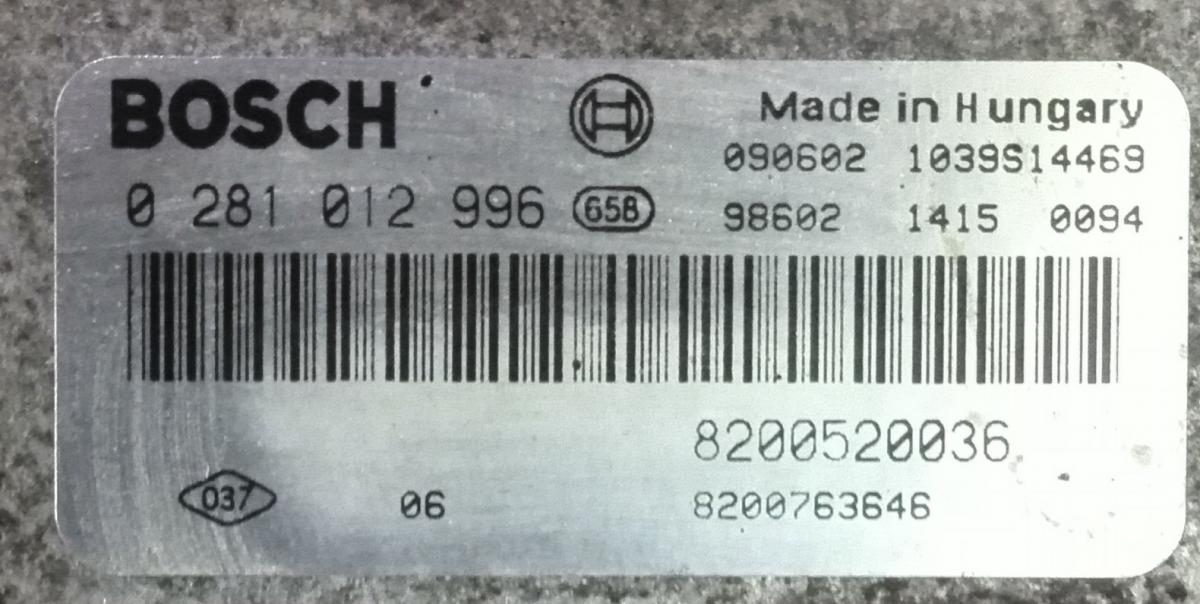 BOSCH
Made in Hungary
090602 1039S14469
0 281 012 996 658
98602 1415 0094
8200520036
037 06 8200763646